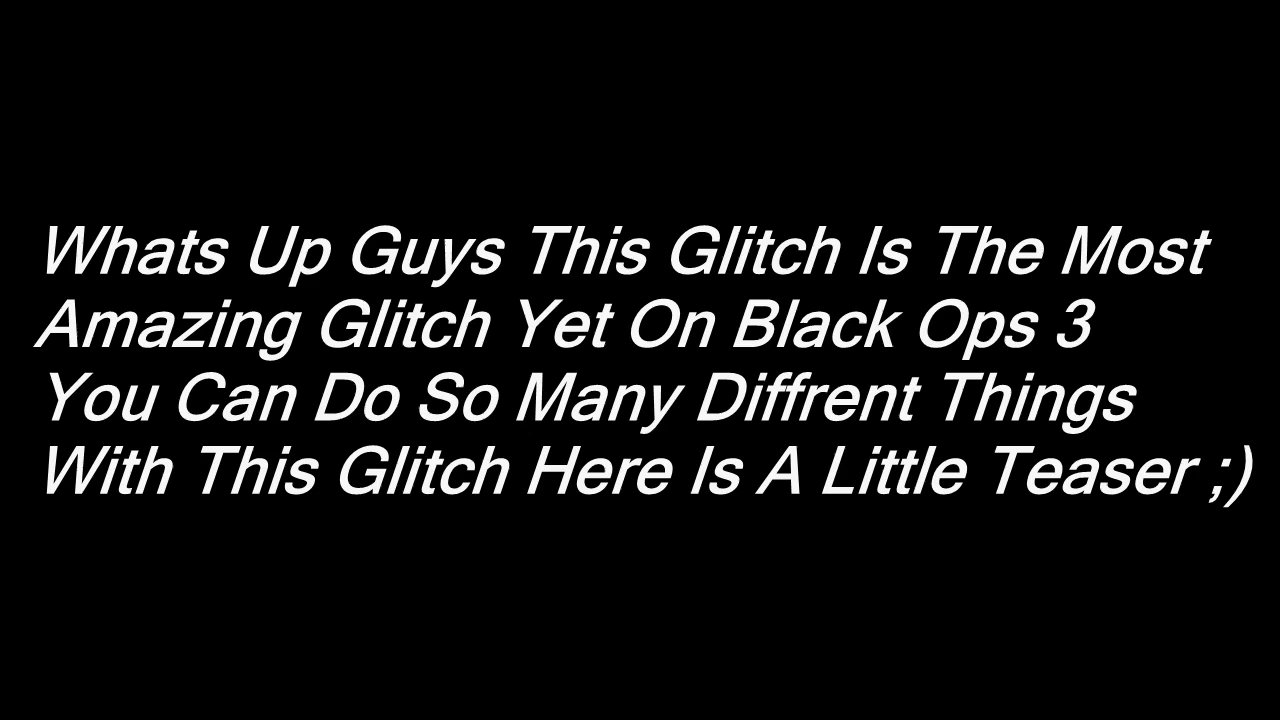 Whats Up Guys This Glitch Is The Most
Amazing Glitch Yet On Black Ops 3
You Can Do So Many Diffrent Things
With This Glitch Here Is A Little Teaser ;)